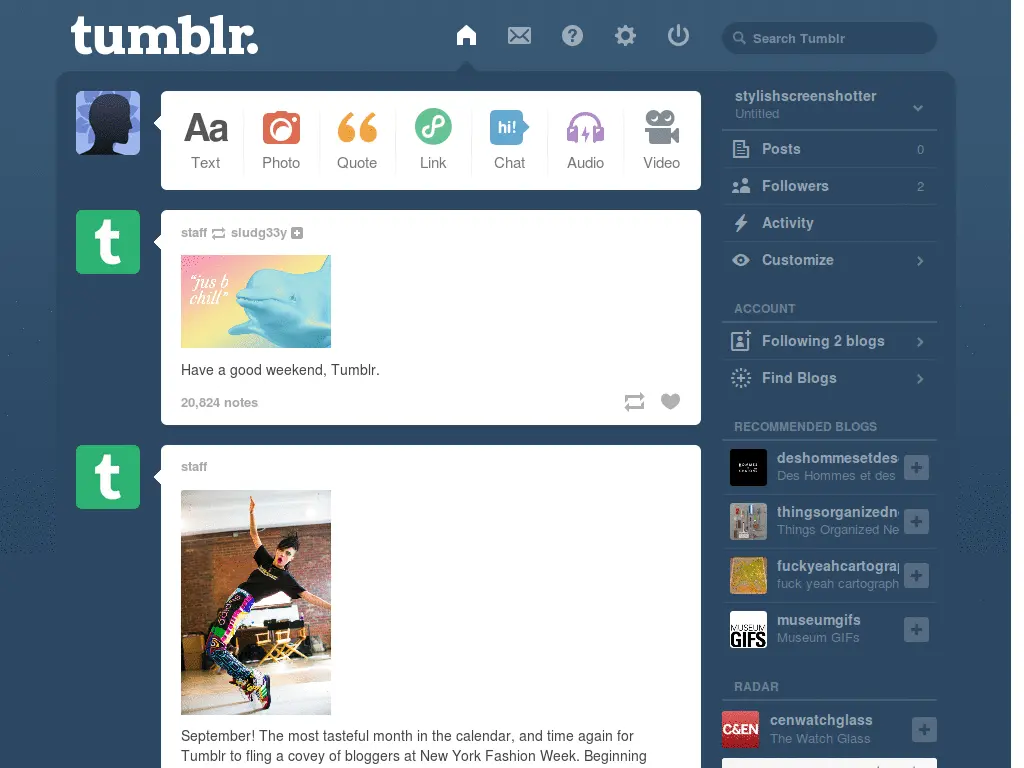 tumblr.
Search Tumblr
Aa
Text
Photo
Quote
Link
hi!
Chat
Audio
Video
stylishscreenshotter
Untitled
Posts 0
Followers 2
Activity
Customize
ACCOUNT
Following 2 blogs
Find Blogs
RECOMMENDED BLOGS
deshommesetdes
Des Hommes et des
thingsorganizedn
Things Organized Ne
fuckyeahcartogra
fuck yeah cartograph
MUSEUM
GIFS
museumgifs
Museum GIFs
RADAR
C&EN
cenwatchglass
The Watch Glass
t
staff sludg33y
"jus b
chill"
Have a good weekend, Tumblr.
20,824 notes
t
staff
adidas
September! The most tasteful month in the calendar, and time again for
Tumblr to fling a covey of bloggers at New York Fashion Week. Beginning